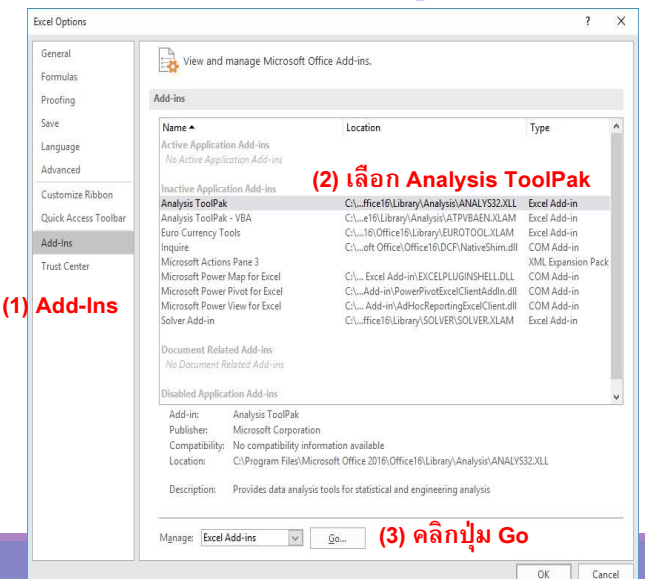 Excel Options ? X
General
Formulas
Proofing
Save
Language
Advanced
Customize Ribbon
Quick Access Toolbar
Add-Ins
Trust Center
(1) Add-Ins
View and manage Microsoft Office Add-ins.
Add-ins
Name Location Type
Active Application Add-ins
No Active Application Add-ins
(2) เลือก Analysis ToolPak
Inactive Application Add-ins
Analysis ToolPak C:\...ffice16\Library\Analysis\ANALYS32.XLL Excel Add-in
Analysis ToolPak - VBA C:\...e16\Library\Analysis\ATPVBAEN.XLAM Excel Add-in
Euro Currency Tools C:\...16\Office16\Library\EUROTOOL.XLAM Excel Add-in
Inquire C:\...oft Office\Office16\DCF\NativeShim.dll COM Add-in
Microsoft Actions Pane 3 XML Expansion Pack
Microsoft Power Map for Excel C:\... Excel Add-in\EXCELPLUGINSHELL.DLL COM Add-in
Microsoft Power Pivot for Excel C:\...Add-in\PowerPivotExcelClientAddIn.dll COM Add-in
Microsoft Power View for Excel C:\... Add-in\AdHocReportingExcelClient.dll COM Add-in
Solver Add-in C:\...ffice16\Library\SOLVER\SOLVER.XLAM Excel Add-in
Document Related Add-ins
No Document Related Add-ins
Disabled Application Add-ins
Add-in: Analysis ToolPak
Publisher: Microsoft Corporation
Compatibility: No compatibility information available
Location: C:\Program Files\Microsoft Office 2016\Office16\Library\Analysis\ANALYS32.XLL
Description: Provides data analysis tools for statistical and engineering analysis
Manage: Excel Add-ins Go... (3) คลิกปุ่ม Go
OK Cancel